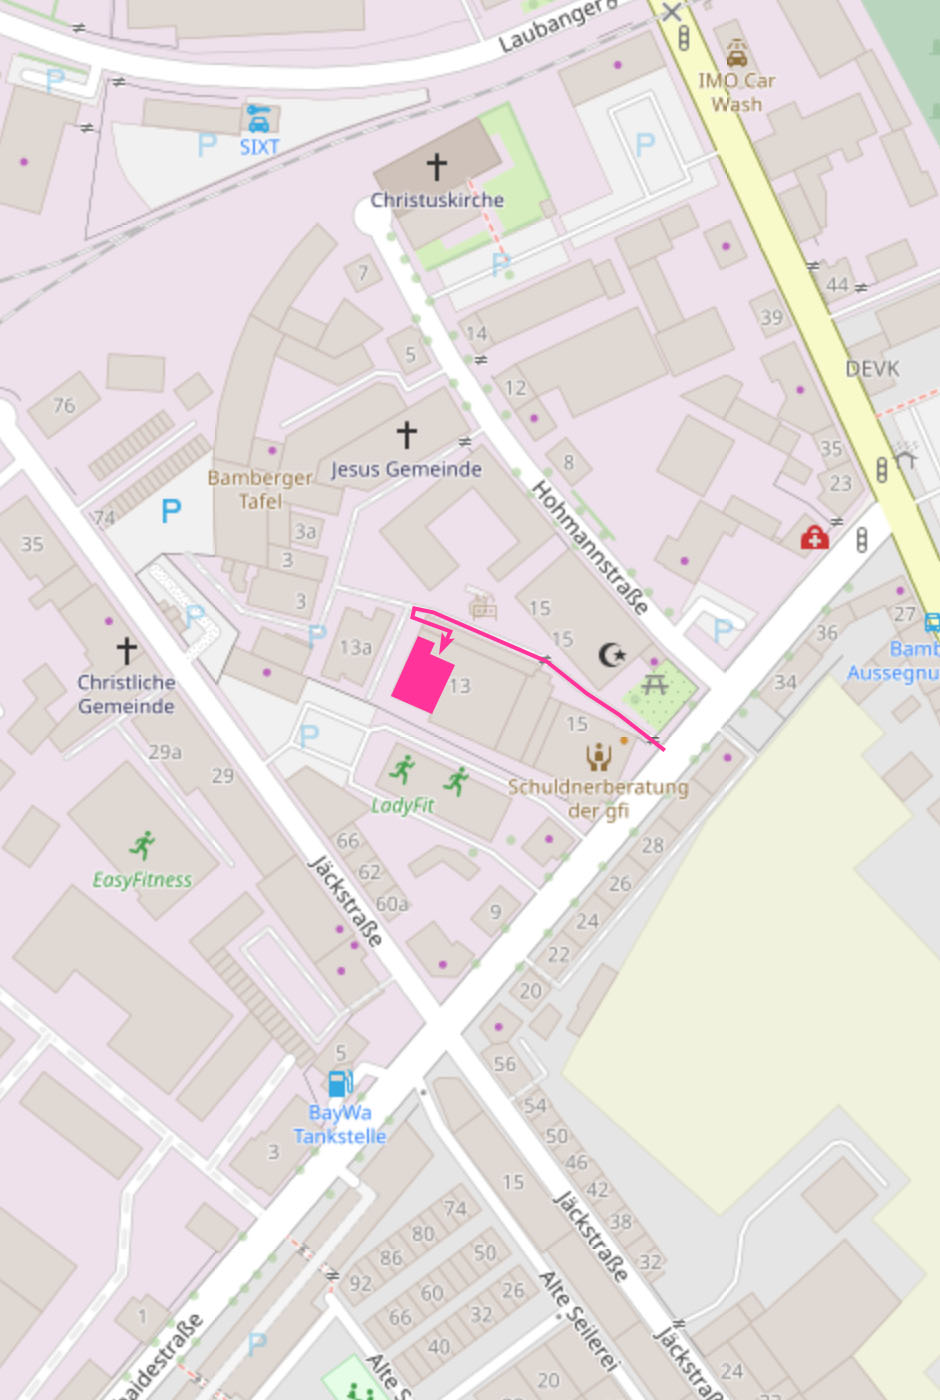 Laubanger
IMO Car
Wash
P
P
SIXT
P
Christuskirche
P
7
44
39
14
5
DEVK
12
76
35
Jesus Gemeinde
8
23
Bamberger
Tafel
P
74
3a
Hohmannstraße
35
3
3
15
P
27
P
P
15
36
13a
Bamb
Aussegnu
Christliche
Gemeinde
13
34
15
P
29a
29
Schuldnerberatung
der gfi
LadyFit
66
28
EasyFitness
62
26
Jäckstraße
60a
9
24
22
20
5
56
BayWa
Tankstelle
54
3
50
46
15
42
74
Jäckstraße
38
80
86
50
32
92
60
26
Alte Seilerei
1
66
32
P
40
Jäckstraß
aldestraße
Alte S
24
20